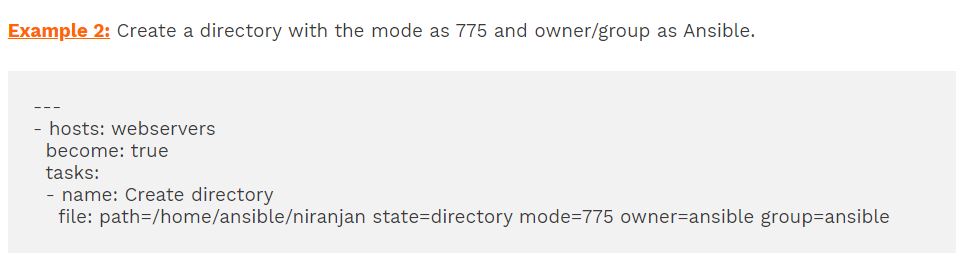 Example 2: Create a directory with the mode as 775 and owner/group as Ansible.
---
- hosts: webservers
  become: true
  tasks:
  - name: Create directory
    file: path=/home/ansible/niranjan state=directory mode=775 owner=ansible group=ansible